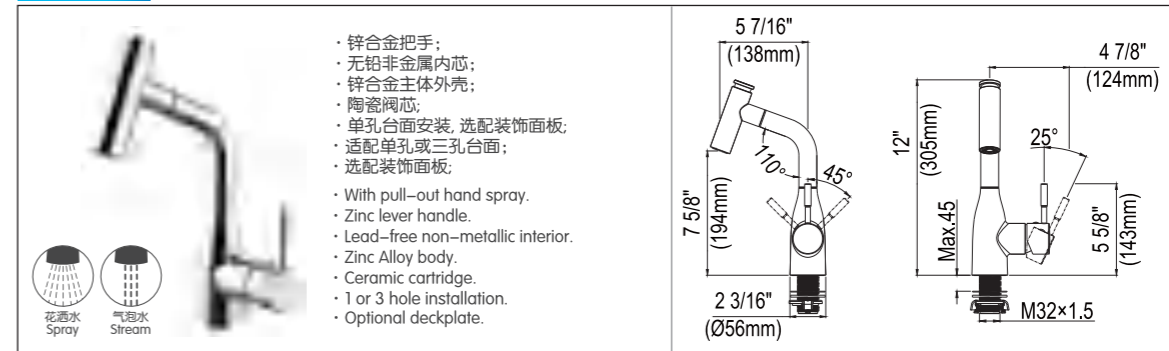 · 锌合金把手；
· 无铅非金属内芯；
· 锌合金主体外壳；
· 陶瓷阀芯;
· 单孔台面安装, 选配装饰面板;
· 适配单孔或三孔台面；
· 选配装饰面板;
· With pull-out hand spray.
· Zinc lever handle.
· Lead-free non-metallic interior.
· Zinc Alloy body.
· Ceramic cartridge.
· 1 or 3 hole installation.
· Optional deckplate.
花洒水
Spray
气泡水
Stream
5 7/16"
(138mm)
110°
45°
7 5/8"
(194mm)
2 3/16"
(Ø56mm)
4 7/8"
(124mm)
12"
(305mm)
25°
Max.45
5 5/8"
(143mm)
M32×1.5